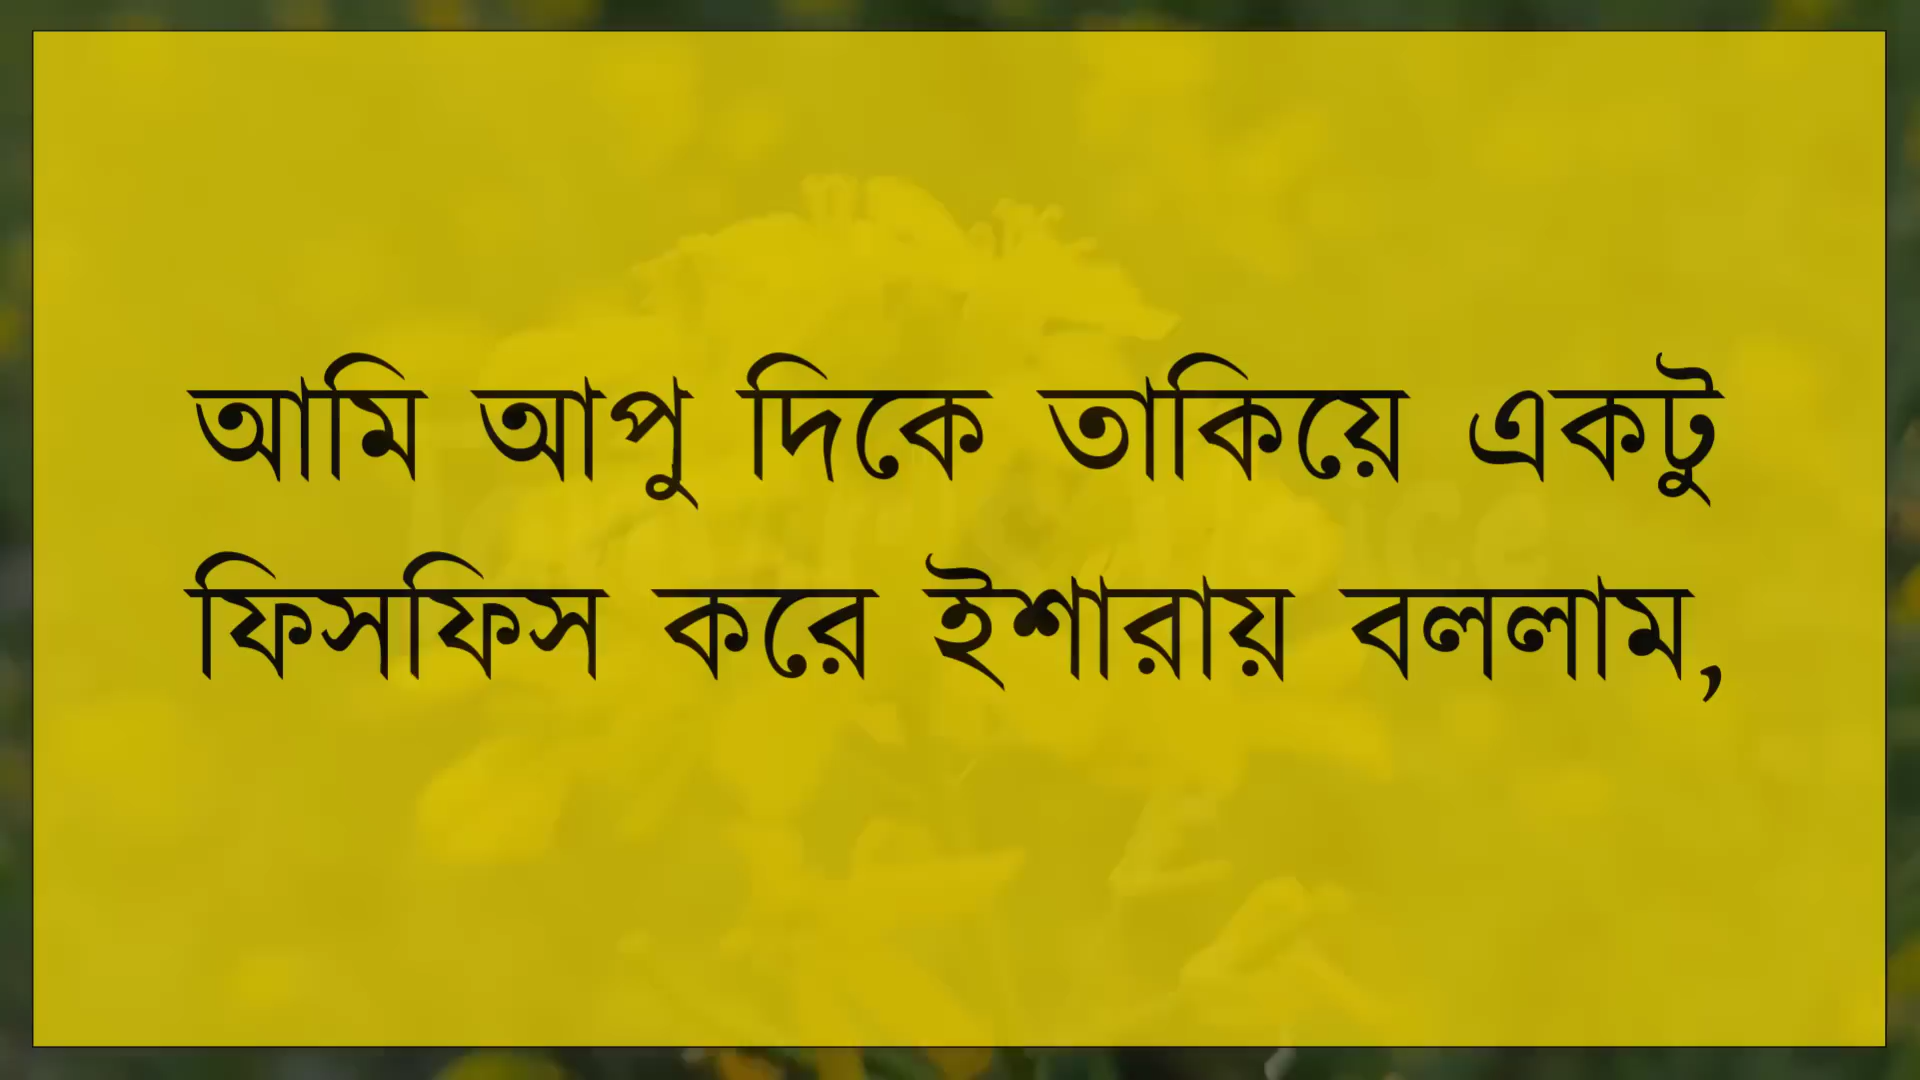 আমি আপু দিকে তাকিয়ে একটু
ফিসফিস করে ইশারায় বললাম,